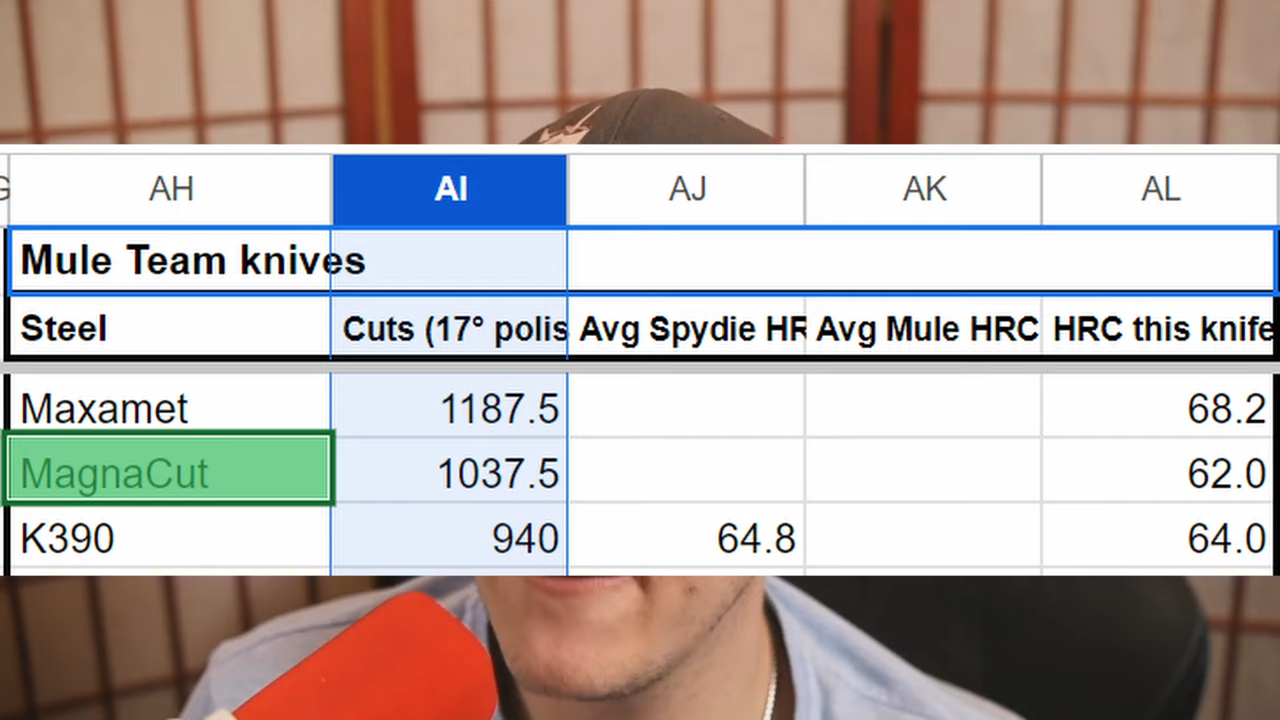 AH AI AJ AK AL
Mule Team knives
Steel Cuts (17° polis Avg Spydie HR Avg Mule HRC HRC this knife
Maxamet 1187.5 68.2
MagnaCut 1037.5 62.0
K390 940 64.8 64.0